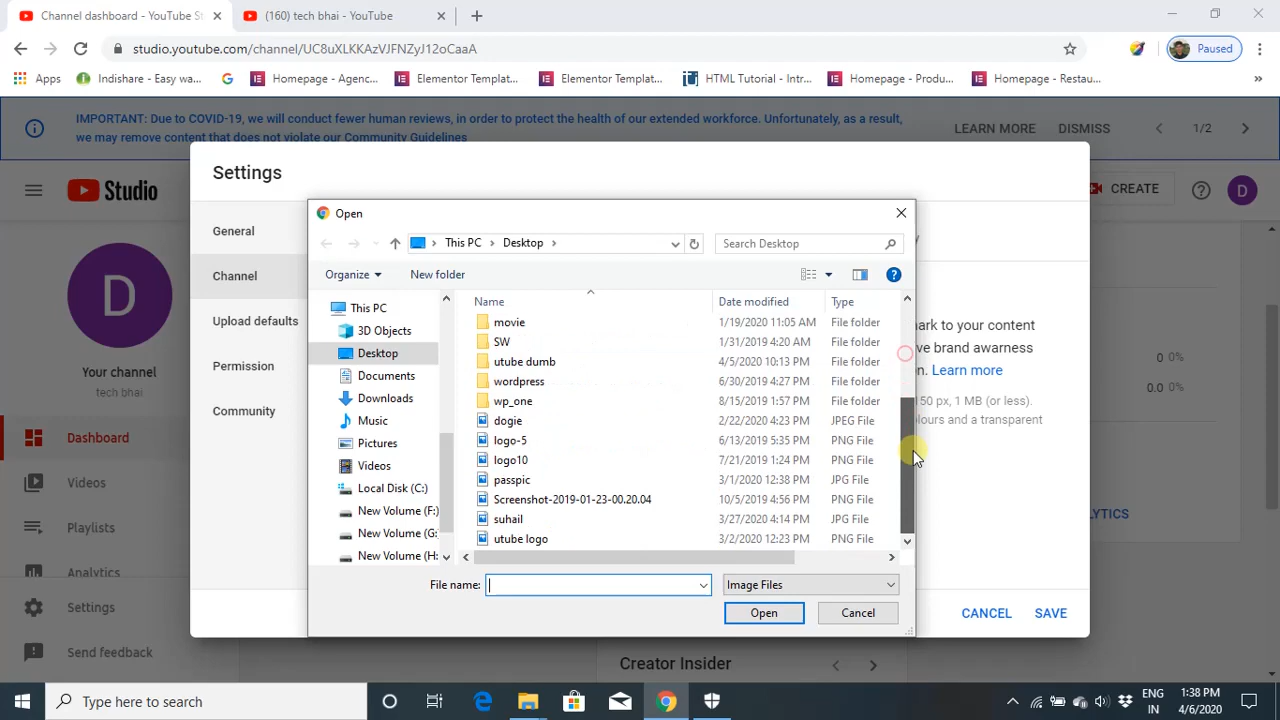 Channel dashboard - YouTube St
(160) tech bhai - YouTube
studio.youtube.com/channel/UC8uXLKKAzVJFNZyJ12oCaaA
Paused
Apps
Indishare - Easy wa...
Homepage - Agenc...
Elementor Templat...
Elementor Templat...
HTML Tutorial - Intr...
Homepage - Produ...
Homepage - Restau...
IMPORTANT: Due to COVID-19, we will conduct fewer human reviews, in order to protect the health of our extended workforce. Unfortunately, as a result,
we may remove content that does not violate our Community Guidelines
LEARN MORE
DISMISS
1/2
Studio
CREATE
D
Settings
General
Channel
Upload defaults
Permission
Community
D
Your channel
tech bhai
Dashboard
Videos
Playlists
Analytics
Settings
Send feedback
Open
This PC
Desktop
Search Desktop
Organize
New folder
This PC
3D Objects
Desktop
Documents
Downloads
Music
Pictures
Videos
Local Disk (C:)
New Volume (F:)
New Volume (G:)
New Volume (H:
Name Date modified Type
movie 1/19/2020 11:05 AM File folder
SW 1/31/2019 4:20 AM File folder
utube dumb 4/5/2020 10:13 PM File folder
wordpress 6/30/2019 4:27 PM File folder
wp_one 8/15/2019 1:57 PM File folder
dogie 2/22/2020 4:23 PM JPEG File
logo-5 6/13/2019 5:35 PM PNG File
logo10 7/21/2019 1:24 PM PNG File
passpic 3/1/2020 12:38 PM JPG File
Screenshot-2019-01-23-00.20.04 10/5/2019 4:56 PM PNG File
suhail 3/27/2020 4:14 PM JPG File
utube logo 3/2/2020 12:23 PM PNG File
File name:
Image Files
Open
Cancel
mark to your content
ve brand awarness
n. Learn more
50 px, 1 MB (or less).
olours and a transparent
0 0%
0.0 %
LYTICS
CANCEL
SAVE
Creator Insider
Type here to search
ENG
IN
1:38 PM
4/6/2020